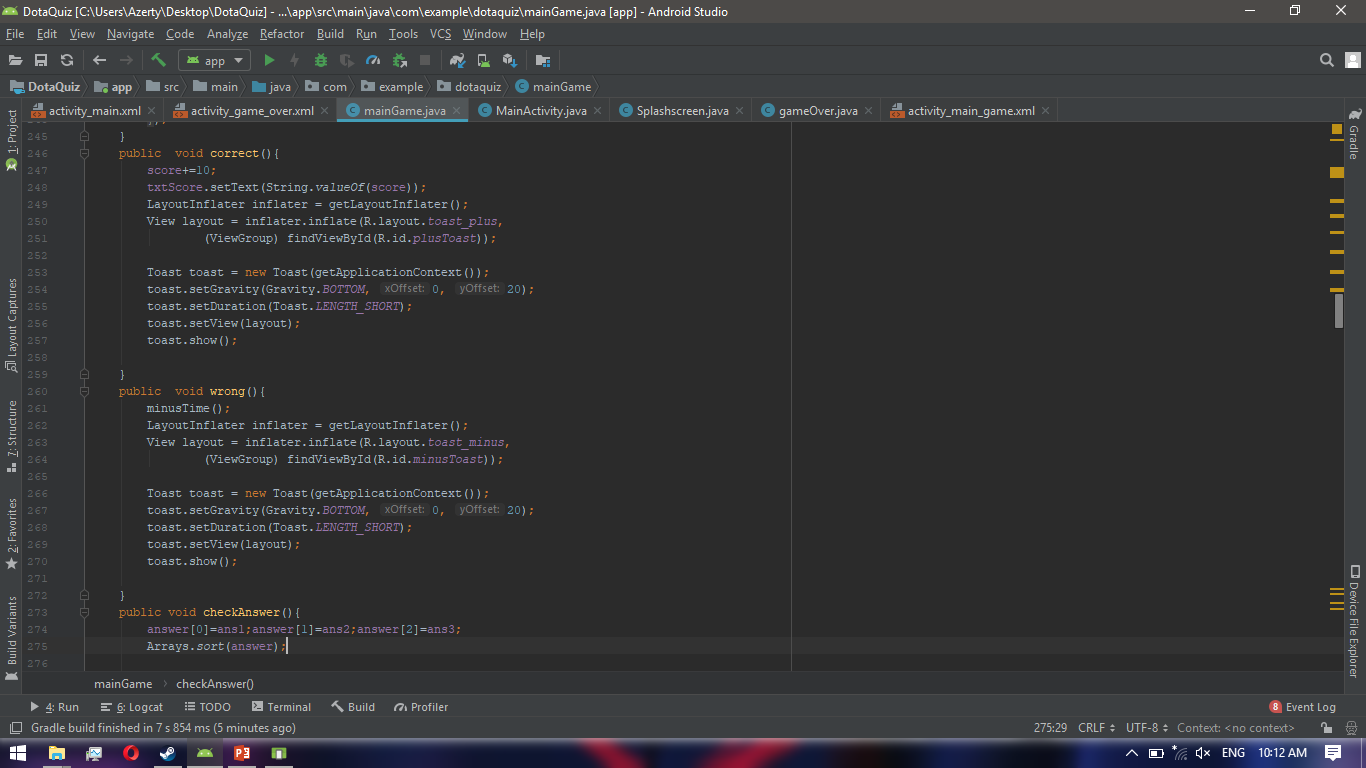 DotaQuiz [C:\Users\Azerty\Desktop\DotaQuiz] - ...\app\src\main\java\com\example\dotaquiz\mainGame.java [app] - Android Studio
File Edit View Navigate Code Analyze Refactor Build Run Tools VCS Window Help
app
DotaQuiz app src main java com example dotaquiz mainGame
activity_main.xml activity_game_over.xml mainGame.java MainActivity.java Splashscreen.java gameOver.java activity_main_game.xml
245 }
246 public void correct(){
247 score+=10;
248 txtScore.setText(String.valueOf(score));
249 LayoutInflater inflater = getLayoutInflater();
250 View layout = inflater.inflate(R.layout.toast_plus,
251 (ViewGroup) findViewById(R.id.plusToast));
252
253 Toast toast = new Toast(getApplicationContext());
254 toast.setGravity(Gravity.BOTTOM, xOffset: 0, yOffset: 20);
255 toast.setDuration(Toast.LENGTH_SHORT);
256 toast.setView(layout);
257 toast.show();
258
259 }
260 public void wrong(){
261 minusTime();
262 LayoutInflater inflater = getLayoutInflater();
263 View layout = inflater.inflate(R.layout.toast_minus,
264 (ViewGroup) findViewById(R.id.minusToast));
265
266 Toast toast = new Toast(getApplicationContext());
267 toast.setGravity(Gravity.BOTTOM, xOffset: 0, yOffset: 20);
268 toast.setDuration(Toast.LENGTH_SHORT);
269 toast.setView(layout);
270 toast.show();
271
272 }
273 public void checkAnswer(){
274 answer[0]=ans1;answer[1]=ans2;answer[2]=ans3;
275 Arrays.sort(answer);
276
1: Project
Layout Captures
7: Structure
2: Favorites
Build Variants
Gradle
Device File Explorer
mainGame checkAnswer()
4: Run 6: Logcat TODO Terminal Build Profiler 8 Event Log
Gradle build finished in 7 s 854 ms (5 minutes ago) 275:29 CRLF UTF-8 Context: <no context>
ENG 10:12 AM